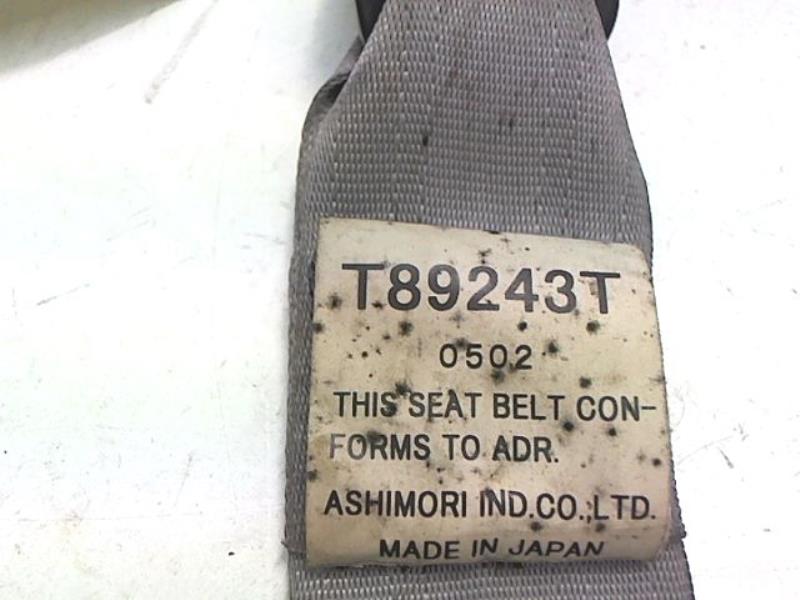 T89243T
0502
THIS SEAT BELT CON-
FORMS TO ADR.
ASHIMORI IND.CO.,LTD.
MADE IN JAPAN